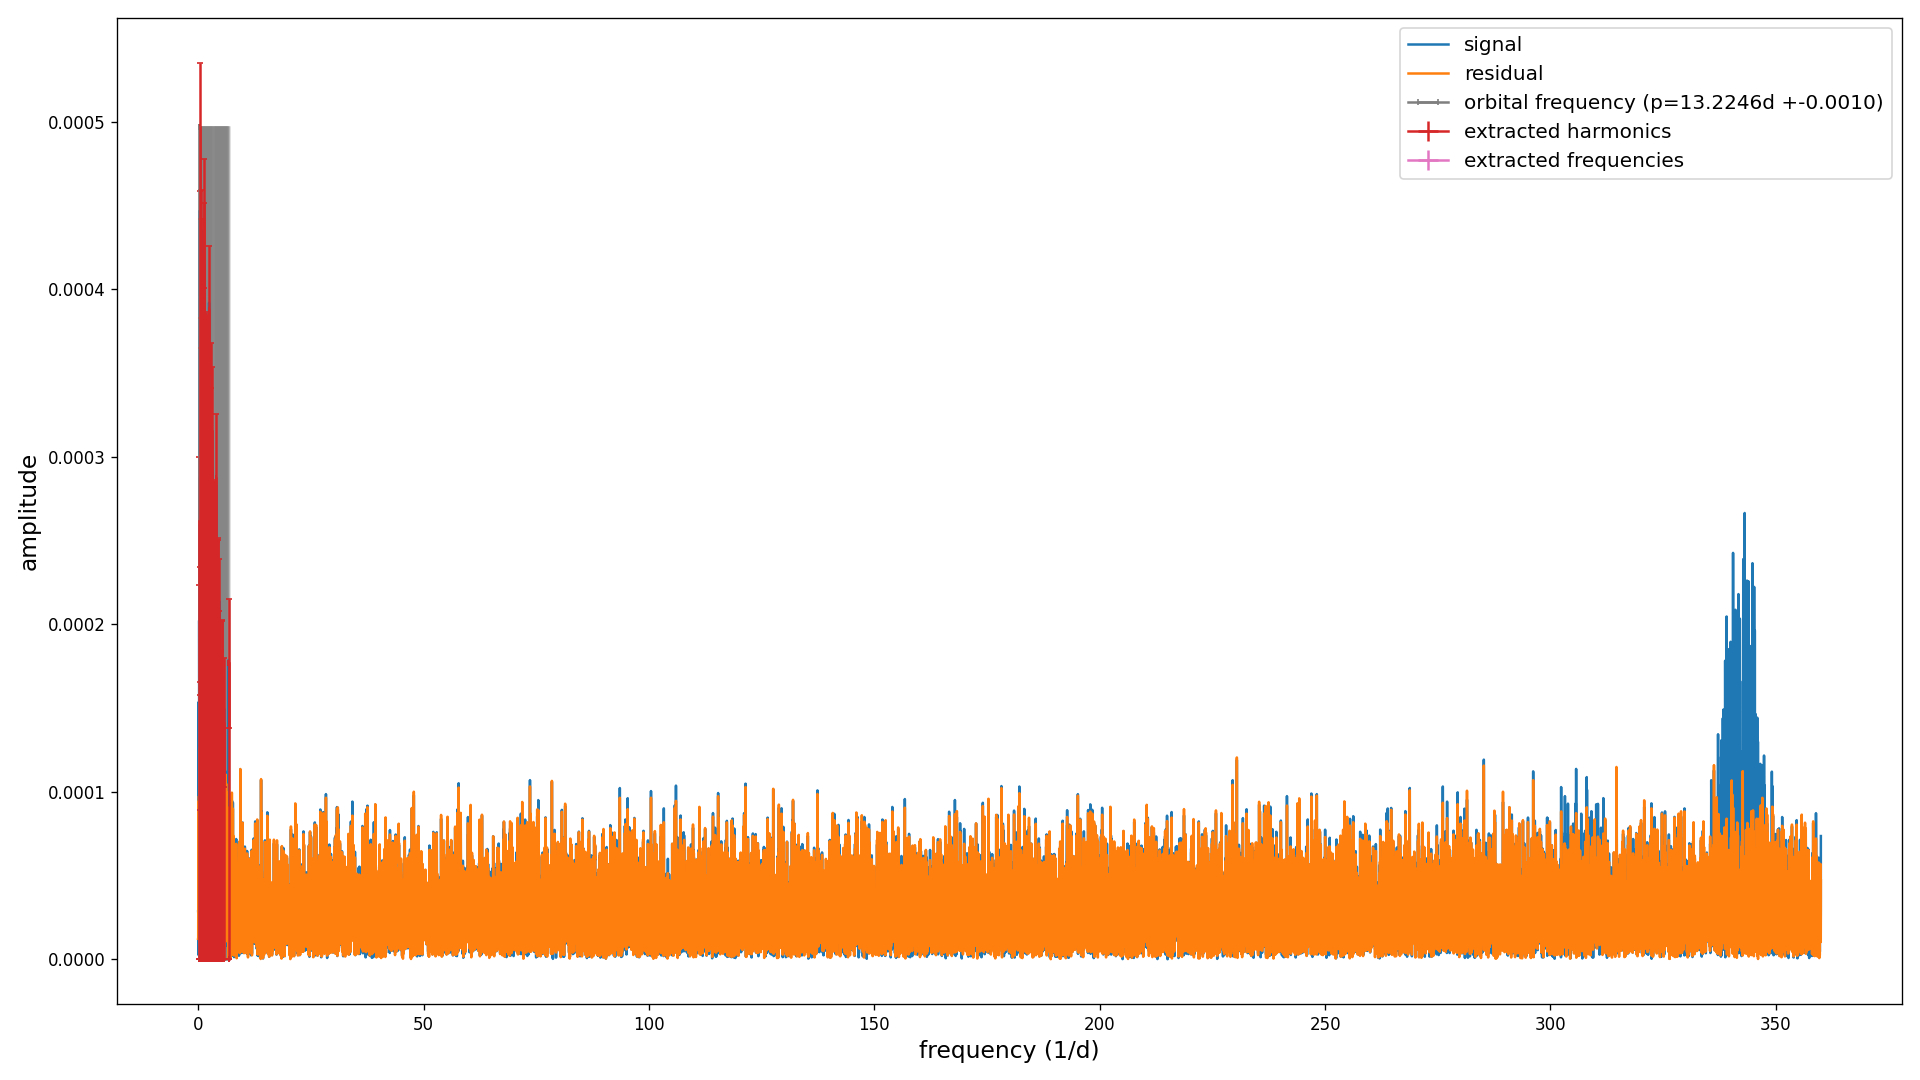 signal
residual
orbital frequency (p=13.2246d +-0.0010)
extracted harmonics
extracted frequencies
amplitude
0.0005
0.0004
0.0003
0.0002
0.0001
0.0000
0 50 100 150 200 250 300 350
frequency (1/d)